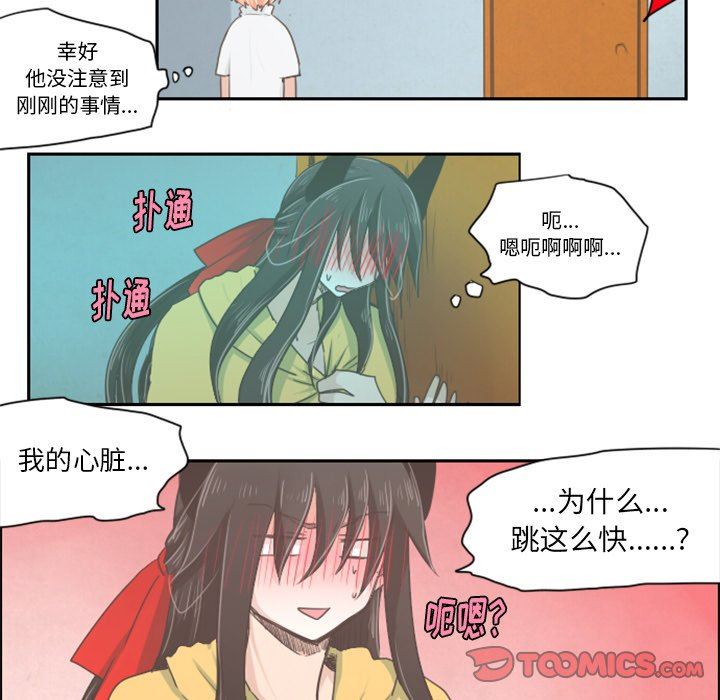 幸好
他没注意到
刚刚的事情...
扑通
呃...
嗯呃啊啊啊...
扑通
我的心脏...
...为什么...
跳这么快......?
呃嗯?
TOOMICS.COM